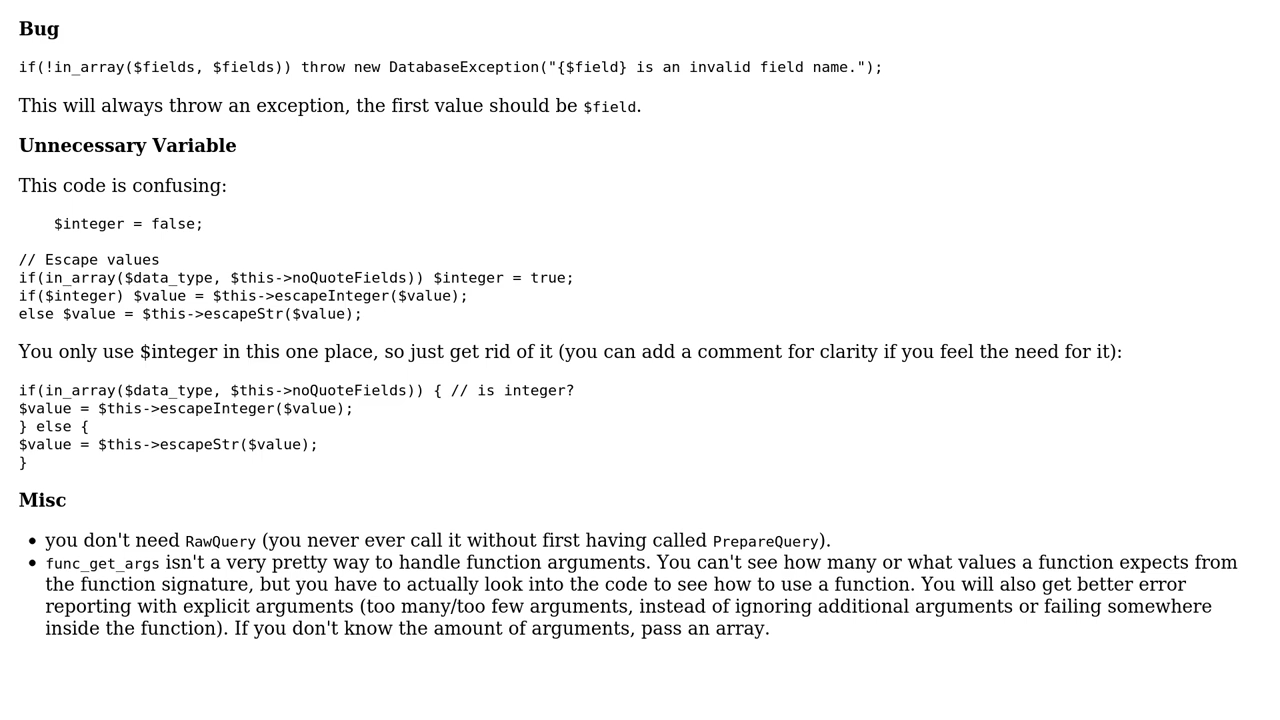 Bug
if(!in_array($fields, $fields)) throw new DatabaseException("{$field} is an invalid field name.");
This will always throw an exception, the first value should be $field.
Unnecessary Variable
This code is confusing:
    $integer = false;
// Escape values
if(in_array($data_type, $this->noQuoteFields)) $integer = true;
if($integer) $value = $this->escapeInteger($value);
else $value = $this->escapeStr($value);
You only use $integer in this one place, so just get rid of it (you can add a comment for clarity if you feel the need for it):
if(in_array($data_type, $this->noQuoteFields)) { // is integer?
$value = $this->escapeInteger($value);
} else {
$value = $this->escapeStr($value);
}
Misc
• you don't need RawQuery (you never ever call it without first having called PrepareQuery).
• func_get_args isn't a very pretty way to handle function arguments. You can't see how many or what values a function expects from
the function signature, but you have to actually look into the code to see how to use a function. You will also get better error
reporting with explicit arguments (too many/too few arguments, instead of ignoring additional arguments or failing somewhere
inside the function). If you don't know the amount of arguments, pass an array.